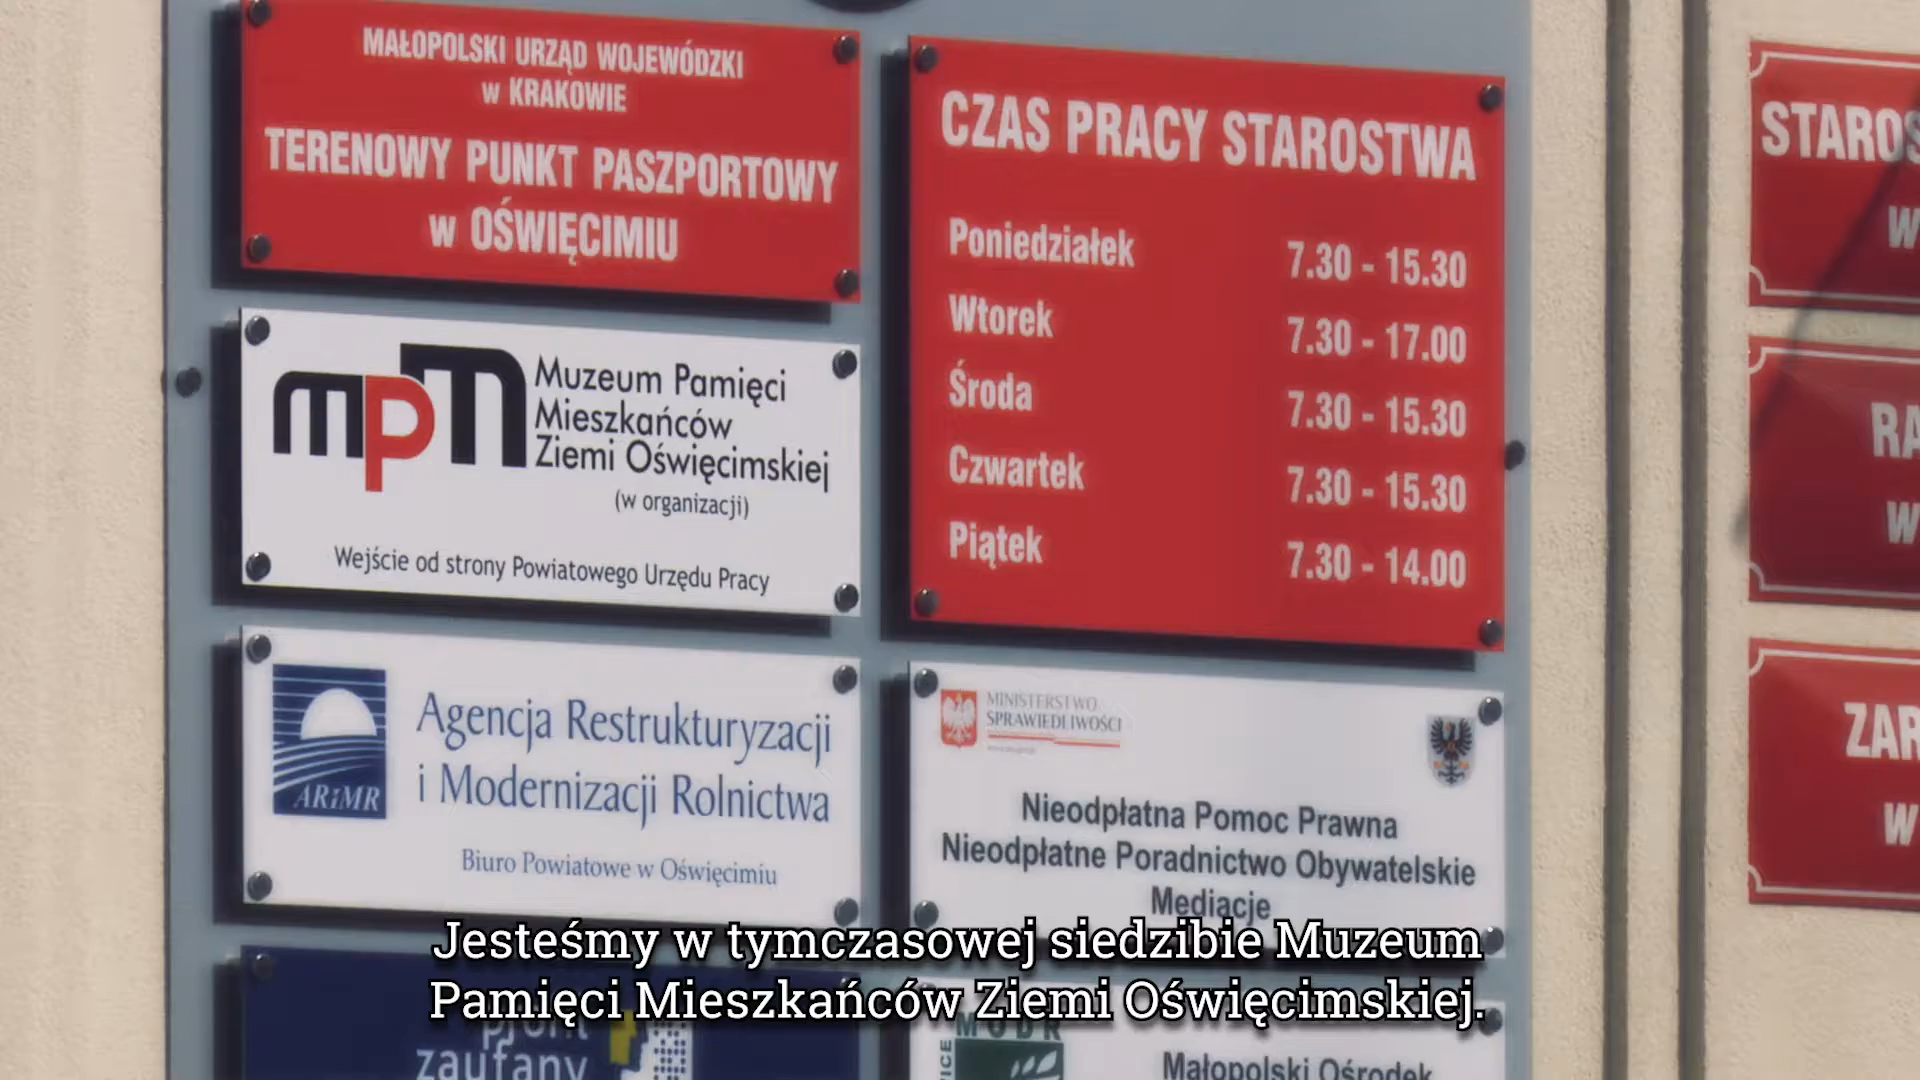 MAŁOPOLSKI URZĄD WOJEWÓDZKI
w KRAKOWIE
TERENOWY PUNKT PASZPORTOWY
w OŚWIĘCIMIU
mpm
Muzeum Pamięci
Mieszkańców
Ziemi Oświęcimskiej
(w organizacji)
Wejście od strony Powiatowego Urzędu Pracy
ARiMR
Agencja Restrukturyzacji
i Modernizacji Rolnictwa
Biuro Powiatowe w Oświęcimiu
zaufany
CZAS PRACY STAROSTWA
Poniedziałek 7.30 - 15.30
Wtorek 7.30 - 17.00
Środa 7.30 - 15.30
Czwartek 7.30 - 15.30
Piątek 7.30 - 14.00
MINISTERSTWO
SPRAWIEDLIWOŚCI
Nieodpłatna Pomoc Prawna
Nieodpłatne Poradnictwo Obywatelskie
Mediacje
MODR
Małopolski Ośrodek
STAROS
W
RA
W
ZAR
W
Jesteśmy w tymczasowej siedzibie Muzeum
Pamięci Mieszkańców Ziemi Oświęcimskiej.